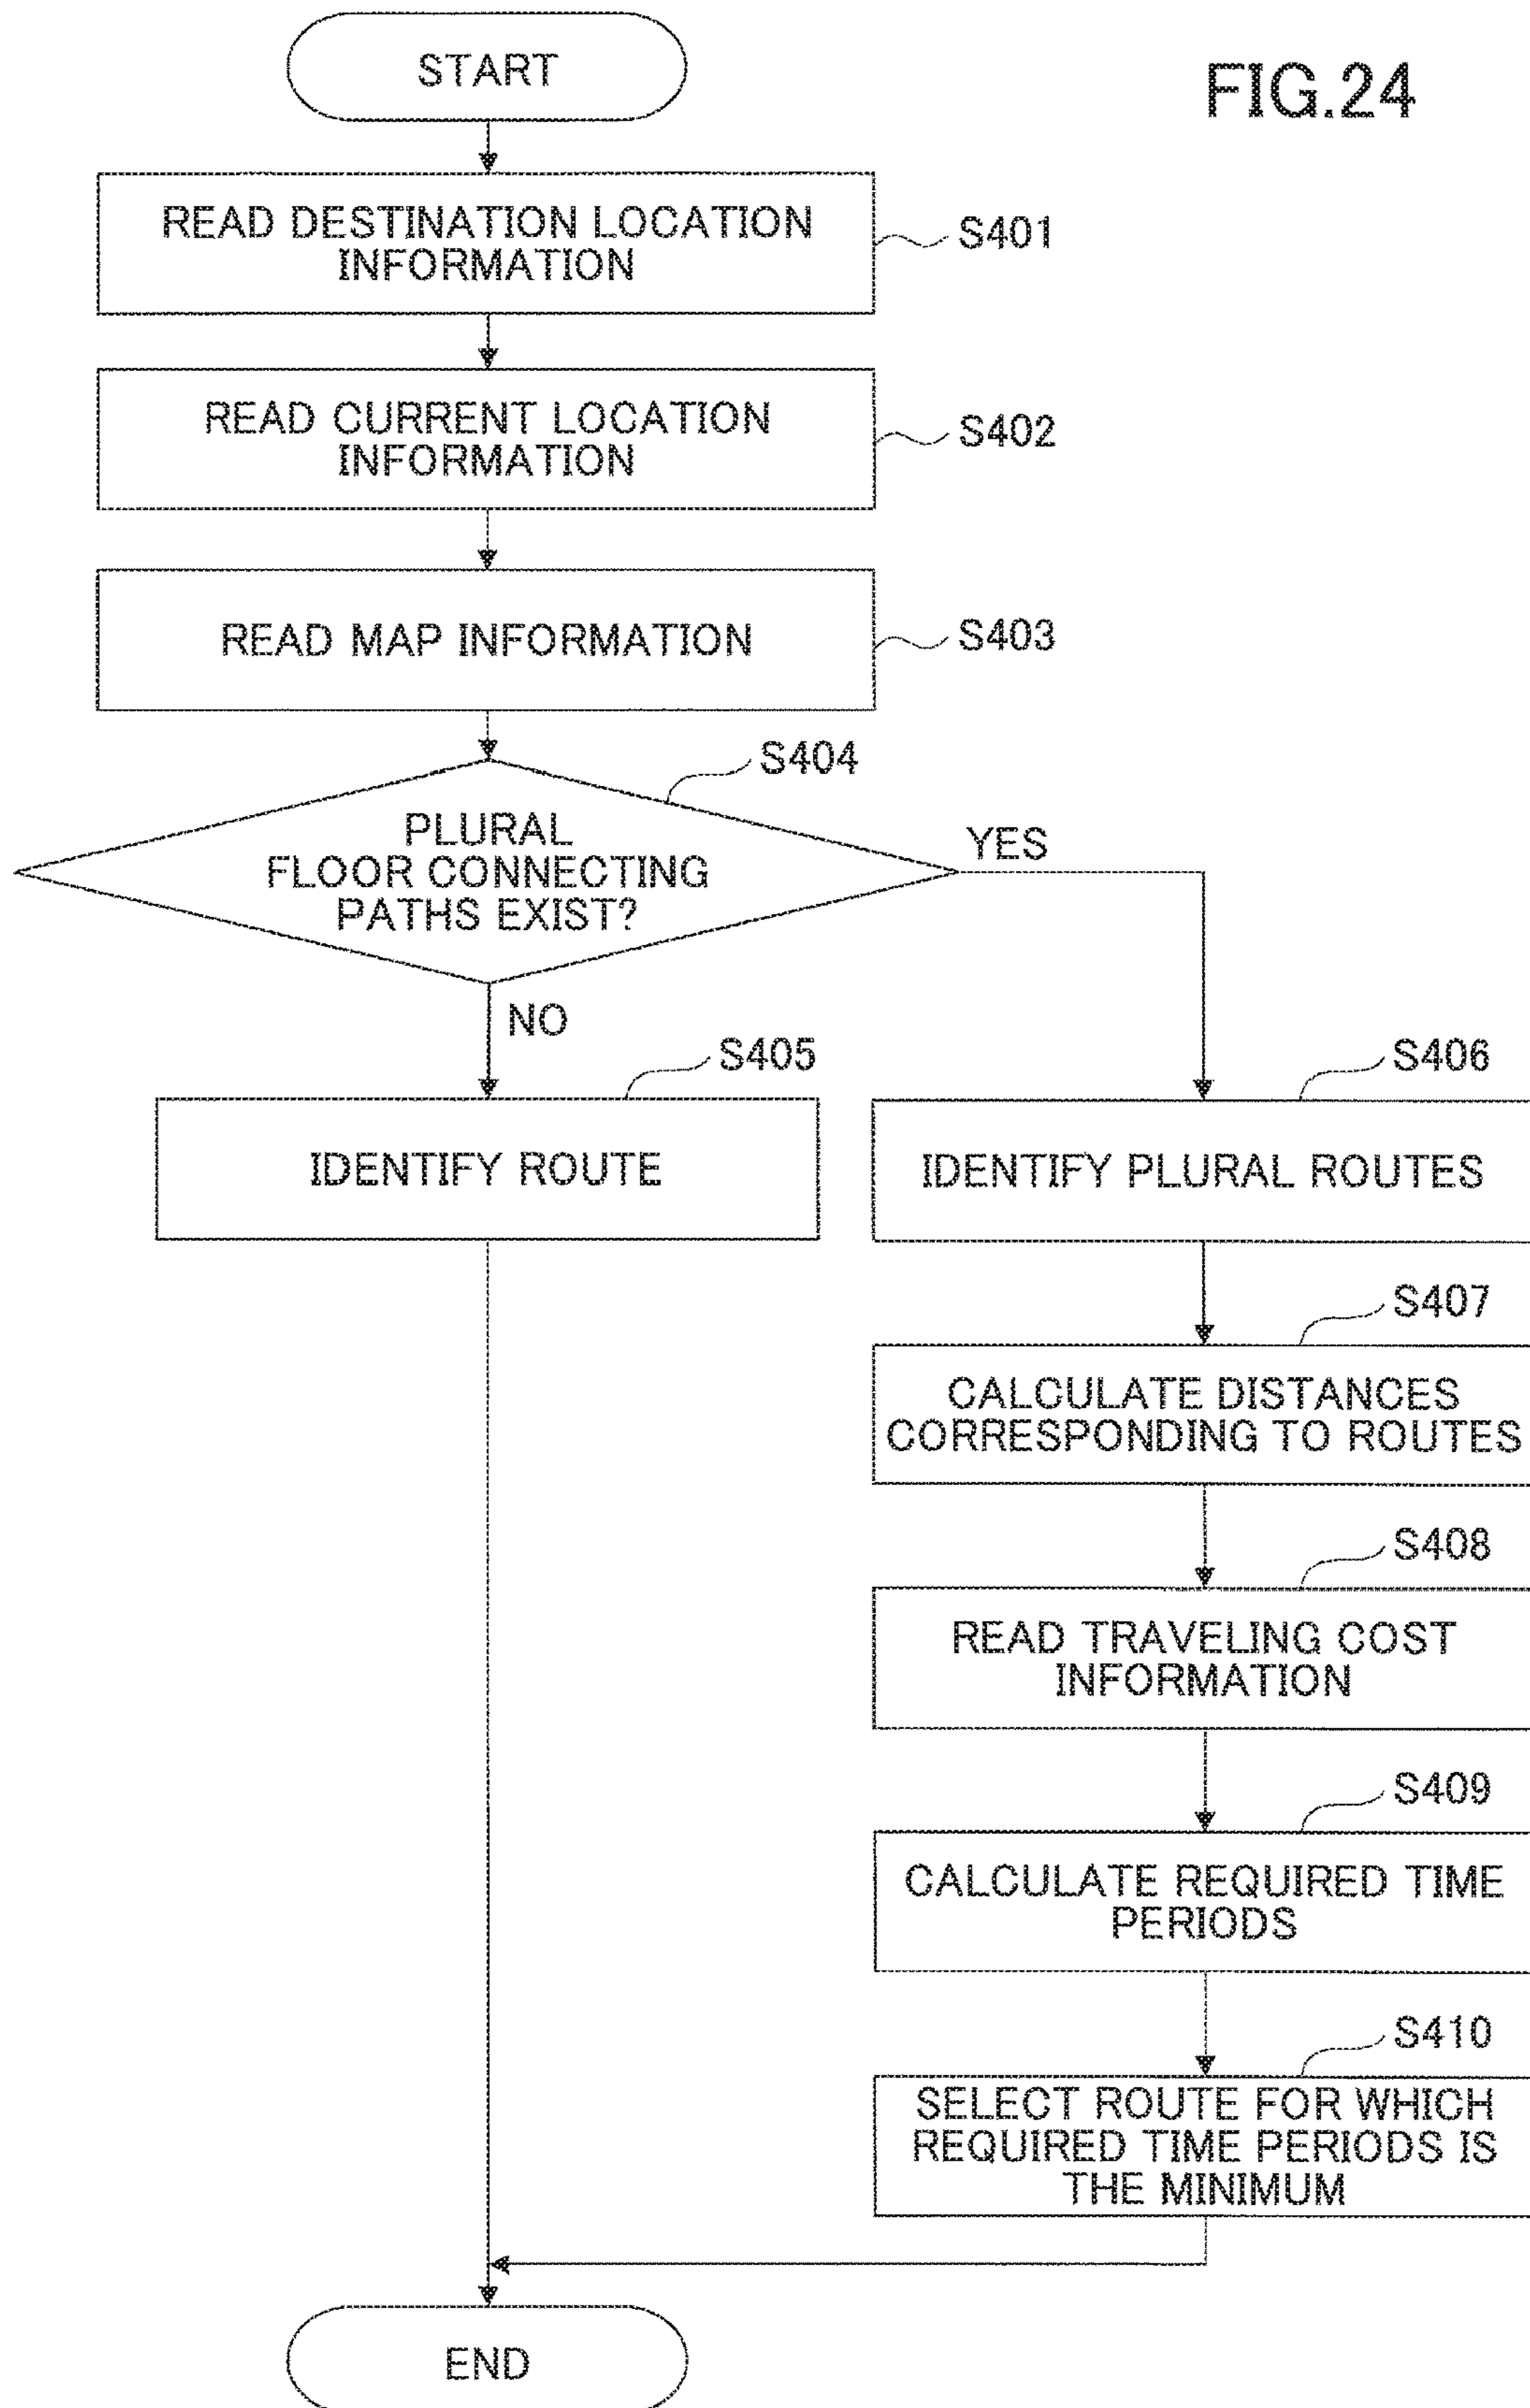 FIG.24
START
READ DESTINATION LOCATION
INFORMATION
S401
READ CURRENT LOCATION
INFORMATION
S402
READ MAP INFORMATION
S403
S404
PLURAL
FLOOR CONNECTING
PATHS EXIST?
YES
NO
S405
IDENTIFY ROUTE
S406
IDENTIFY PLURAL ROUTES
S407
CALCULATE DISTANCES
CORRESPONDING TO ROUTES
S408
READ TRAVELING COST
INFORMATION
S409
CALCULATE REQUIRED TIME
PERIODS
S410
SELECT ROUTE FOR WHICH
REQUIRED TIME PERIODS IS
THE MINIMUM
END